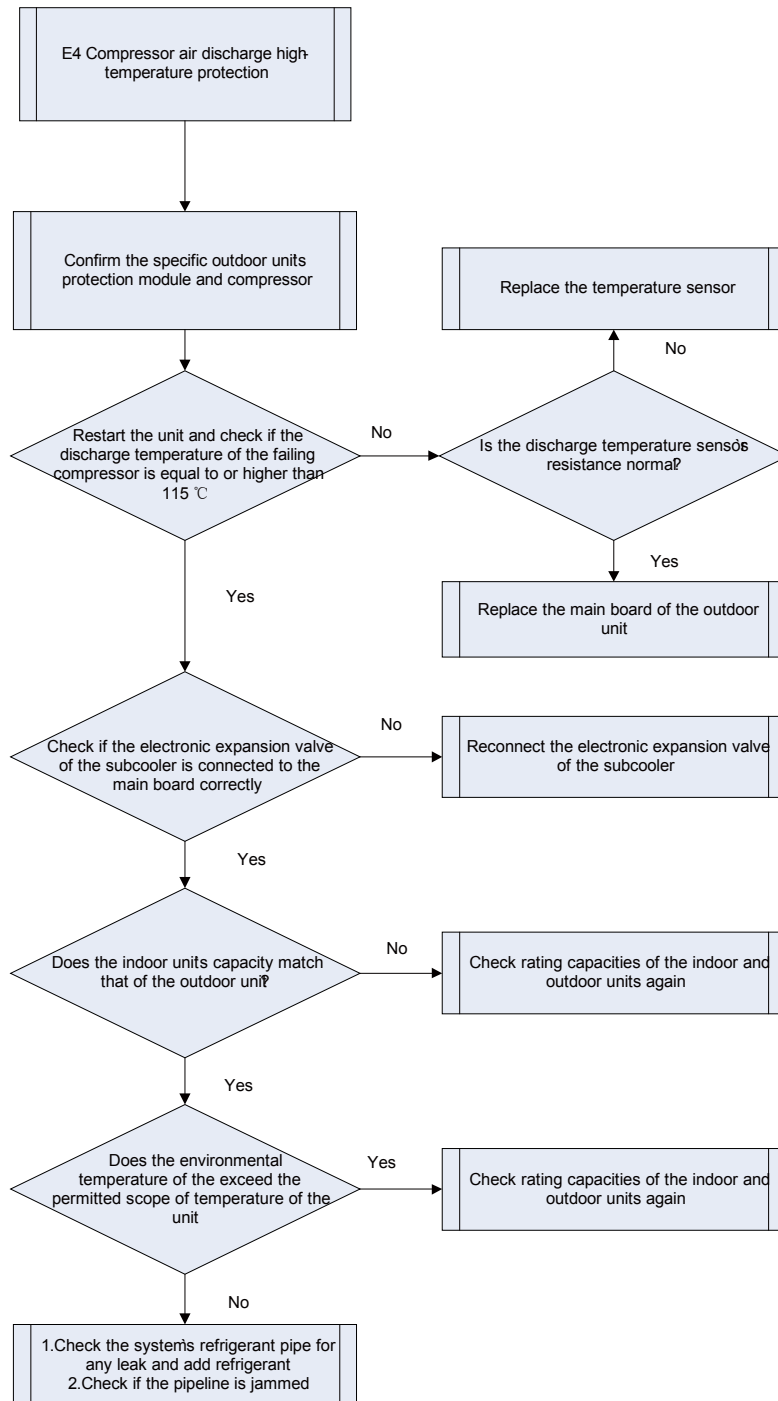 E4 Compressor air discharge high-
temperature protection
Confirm the specific outdoor units
protection module and compressor
Replace the temperature sensor
No
Restart the unit and check if the
discharge temperature of the failing
compressor is equal to or higher than
115 ℃
No
Is the discharge temperature sensor`s
resistance normal?
Yes
Yes
Replace the main board of the outdoor
unit
Check if the electronic expansion valve
of the subcooler is connected to the
main board correctly
No
Reconnect the electronic expansion valve
of the subcooler
Yes
Does the indoor units capacity match
that of the outdoor unit?
No
Check rating capacities of the indoor and
outdoor units again
Yes
Does the environmental
temperature of the exceed the
permitted scope of temperature of the
unit
Yes
Check rating capacities of the indoor and
outdoor units again
No
1.Check the system`s refrigerant pipe for
any leak and add refrigerant
2.Check if the pipeline is jammed